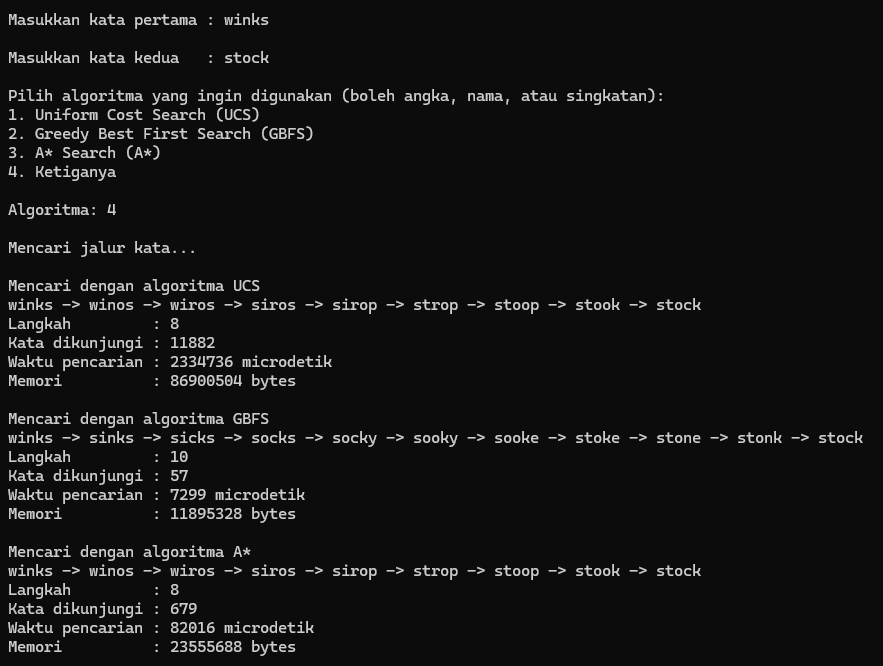 Masukkan kata pertama : winks
Masukkan kata kedua   : stock
Pilih algoritma yang ingin digunakan (boleh angka, nama, atau singkatan):
1. Uniform Cost Search (UCS)
2. Greedy Best First Search (GBFS)
3. A* Search (A*)
4. Ketiganya
Algoritma: 4
Mencari jalur kata...
Mencari dengan algoritma UCS
winks -> winos -> wiros -> siros -> sirop -> strop -> stoop -> stook -> stock
Langkah         : 8
Kata dikunjungi : 11882
Waktu pencarian : 2334736 microdetik
Memori          : 86900504 bytes
Mencari dengan algoritma GBFS
winks -> sinks -> sicks -> socks -> socky -> sooky -> sooke -> stoke -> stone -> stonk -> stock
Langkah         : 10
Kata dikunjungi : 57
Waktu pencarian : 7299 microdetik
Memori          : 11895328 bytes
Mencari dengan algoritma A*
winks -> winos -> wiros -> siros -> sirop -> strop -> stoop -> stook -> stock
Langkah         : 8
Kata dikunjungi : 679
Waktu pencarian : 82016 microdetik
Memori          : 23555688 bytes